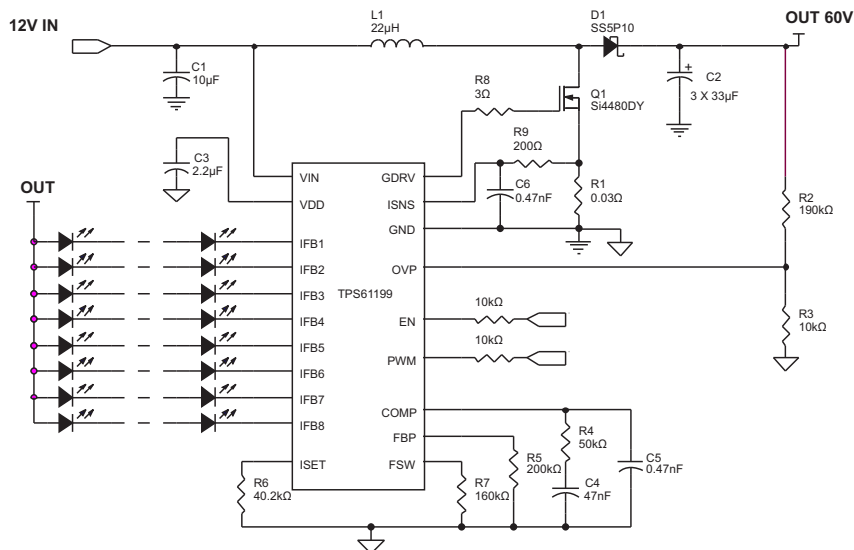 12V IN
L1
22µH
D1
SS5P10
OUT 60V
C1
10µF
R8
3Ω
Q1
Si4480DY
C2
3 X 33µF
C3
2.2µF
R9
200Ω
C6
0.47nF
R1
0.03Ω
R2
190kΩ
OUT
VIN
VDD
IFB1
IFB2
IFB3
IFB4
IFB5
IFB6
IFB7
IFB8
ISET
TPS61199
GDRV
ISNS
GND
OVP
EN
PWM
COMP
FBP
FSW
10kΩ
10kΩ
R3
10kΩ
R4
50kΩ
C5
0.47nF
R5
200kΩ
C4
47nF
R6
40.2kΩ
R7
160kΩ